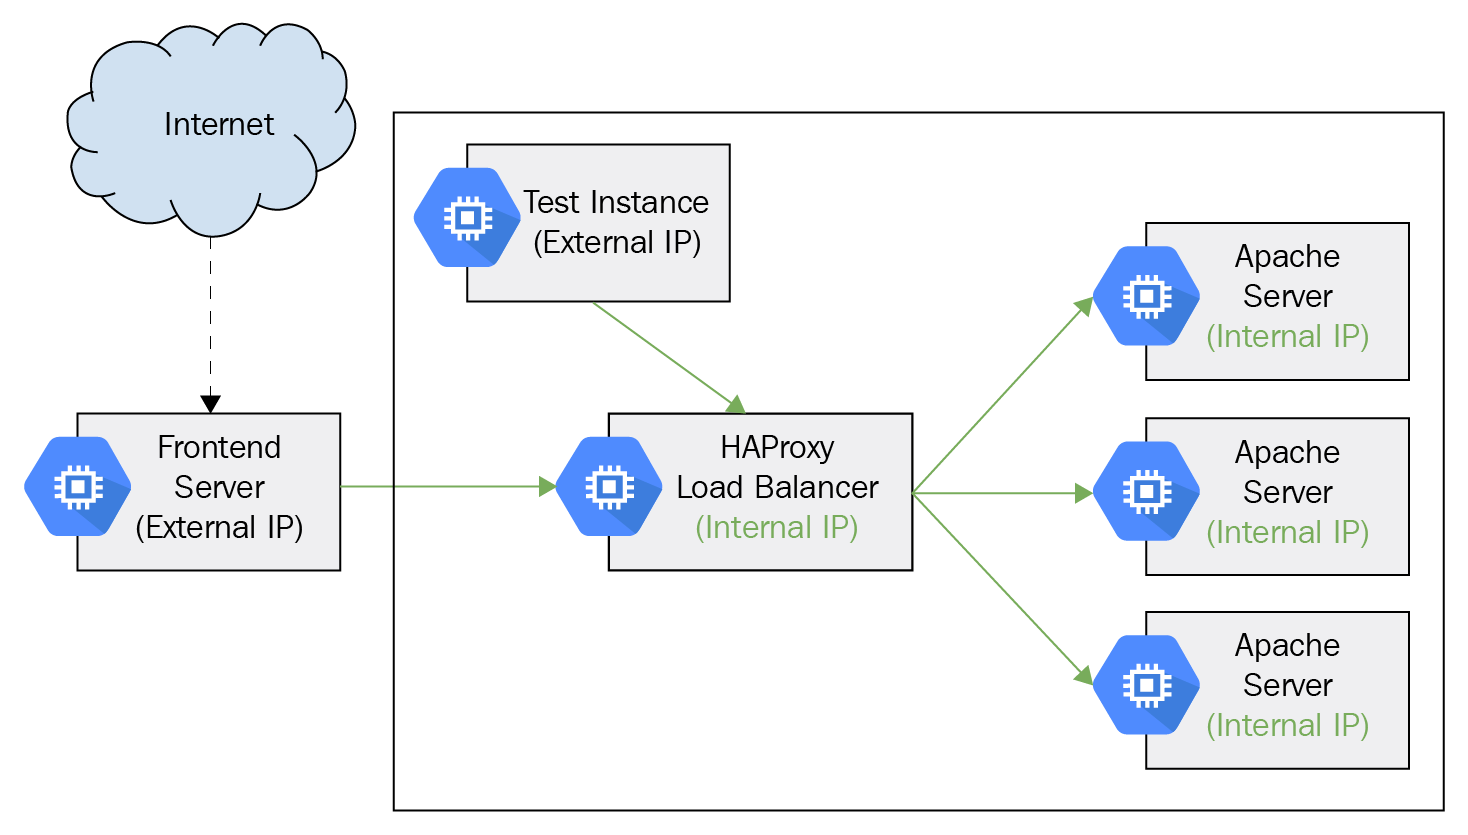 Internet
Test Instance
(External IP)
Frontend
Server
(External IP)
HAProxy
Load Balancer
(Internal IP)
Apache
Server
(Internal IP)
Apache
Server
(Internal IP)
Apache
Server
(Internal IP)